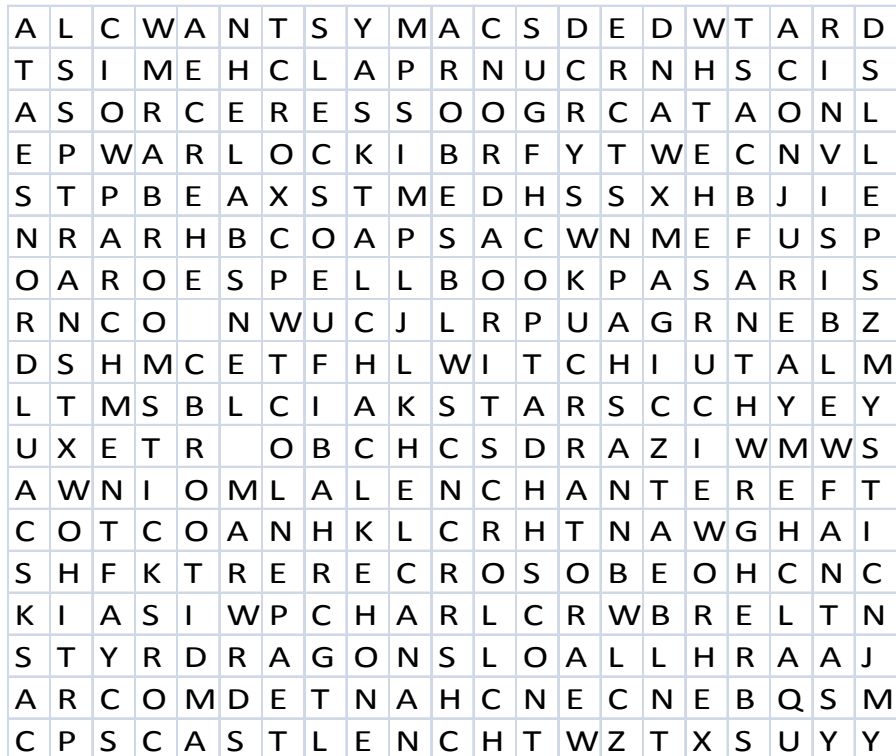 A L C W A N T S Y M A C S D E D W T A R D
T S I M E H C L A P R N U C R N H S C I S
A S O R C E R E S S O O G R C A T A O N L
E P W A R L O C K I B R F Y T W E C N V L
S T P B E A X S T M E D H S S X H B J I E
N R A R H B C O A P S A C W N M E F U S P
O A R O E S P E L L B O O K P A S A R I S
R N C O N W U C J L R P U A G R N E B Z
D S H M C E T F H L W I T C H I U T A L M
L T M S B L C I A K S T A R S C C H Y E Y
U X E T R O B C H C S D R A Z I W M W S
A W N I O M L A L E N C H A N T E R E F T
C O T C O A N H K L C R H T N A W G H A I
S H F K T R E R E C R O S O B E O H C N C
K I A S I W P C H A R L C R W B R E L T N
S T Y R D R A G O N S L O A L L H R A A J
A R C O M D E T N A H C N E C N E B Q S M
C P S C A S T L E N C H T W Z T X S U Y Y